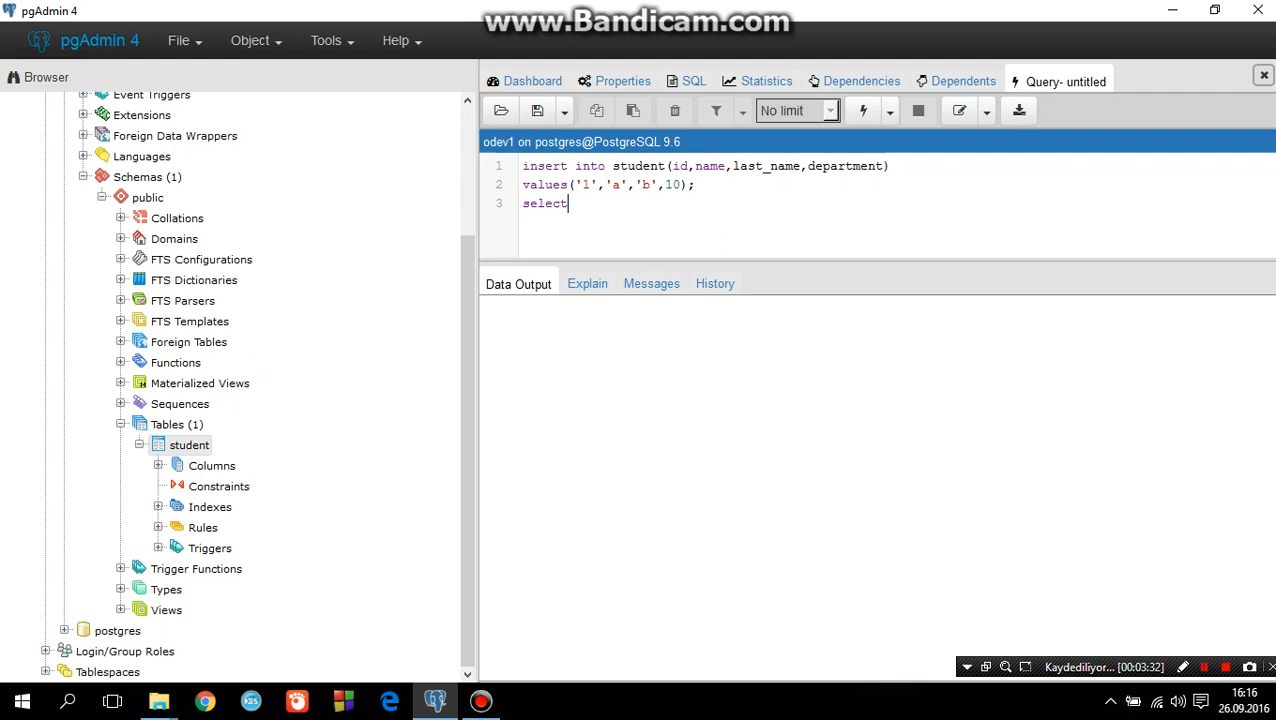 pgAdmin 4
www.Bandicam.com
pgAdmin 4 File Object Tools Help
Browser
Dashboard Properties SQL Statistics Dependencies Dependents Query- untitled
No limit
odev1 on postgres@PostgreSQL 9.6
1 insert into student(id,name,last_name,department)
2 values('1','a','b',10);
3 select
Data Output Explain Messages History
Event Triggers
Extensions
Foreign Data Wrappers
Languages
Schemas (1)
public
Collations
Domains
FTS Configurations
FTS Dictionaries
FTS Parsers
FTS Templates
Foreign Tables
Functions
Materialized Views
Sequences
Tables (1)
student
Columns
Constraints
Indexes
Rules
Triggers
Trigger Functions
Types
Views
postgres
Login/Group Roles
Tablespaces
Kaydediliyor... [00:03:32]
16:16
26.09.2016